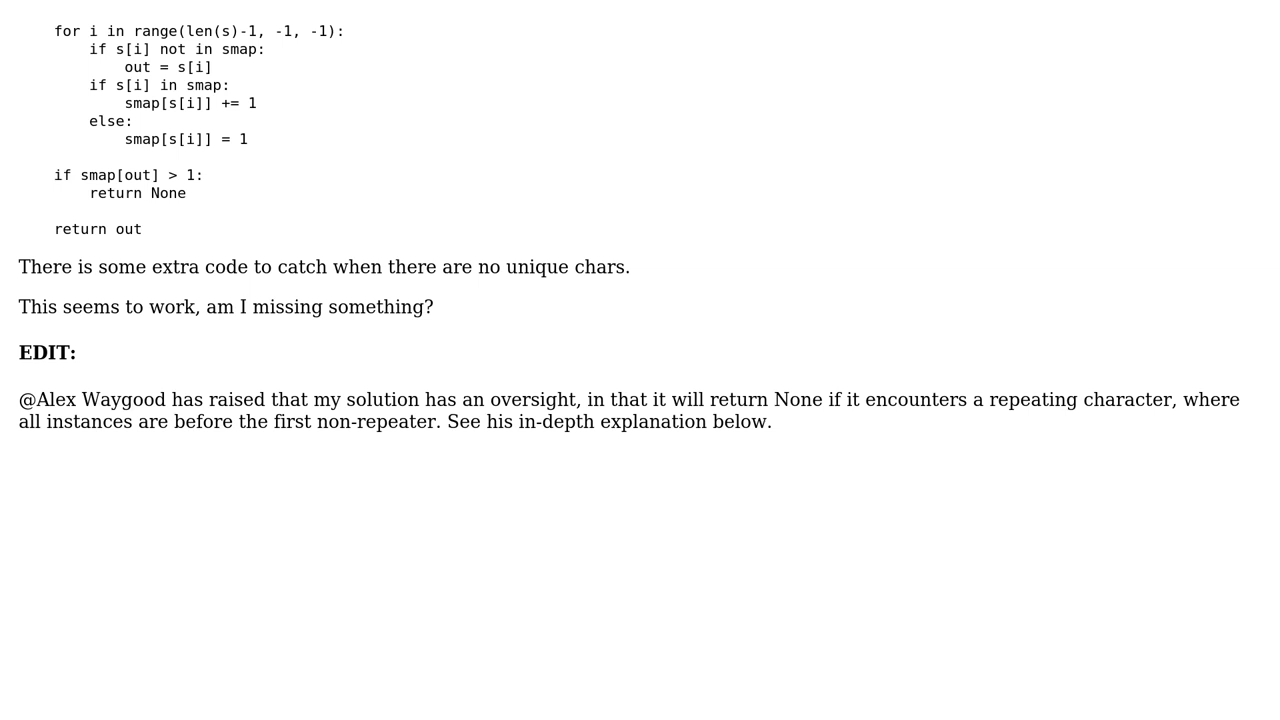 for i in range(len(s)-1, -1, -1):
    if s[i] not in smap:
        out = s[i]
    if s[i] in smap:
        smap[s[i]] += 1
    else:
        smap[s[i]] = 1

if smap[out] > 1:
    return None

return out
There is some extra code to catch when there are no unique chars.
This seems to work, am I missing something?
EDIT:
@Alex Waygood has raised that my solution has an oversight, in that it will return None if it encounters a repeating character, where
all instances are before the first non-repeater. See his in-depth explanation below.